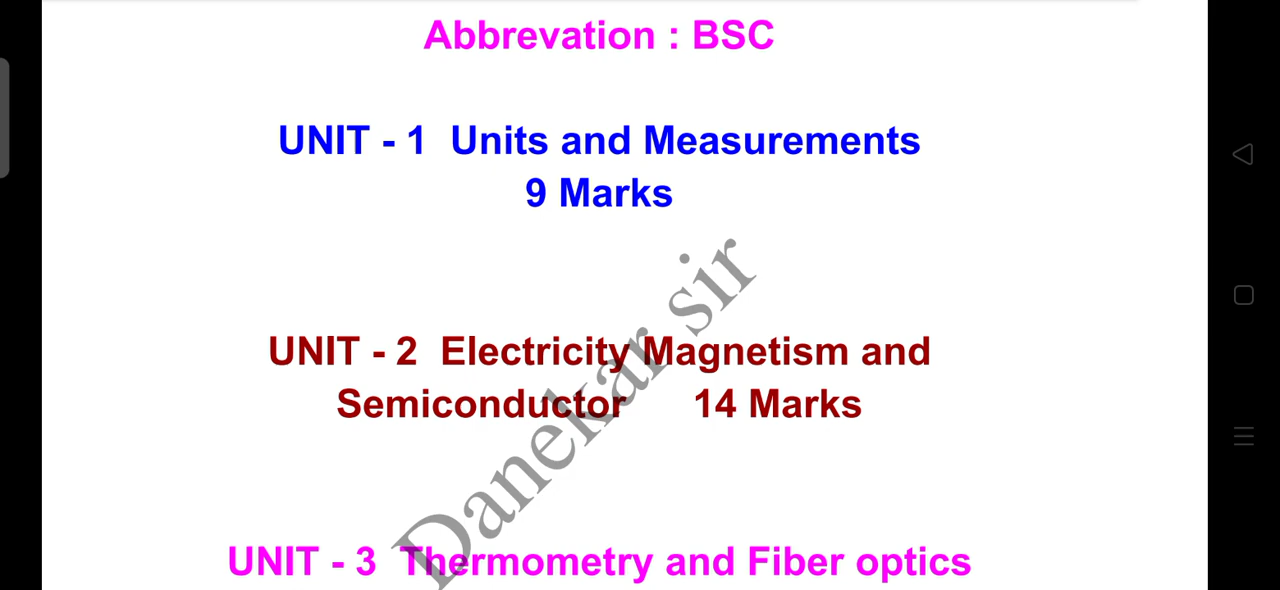 Abbrevation : BSC
UNIT - 1 Units and Measurements
9 Marks
UNIT - 2 Electricity Magnetism and
Semiconductor 14 Marks
Danekar sir
UNIT - 3 Thermometry and Fiber optics